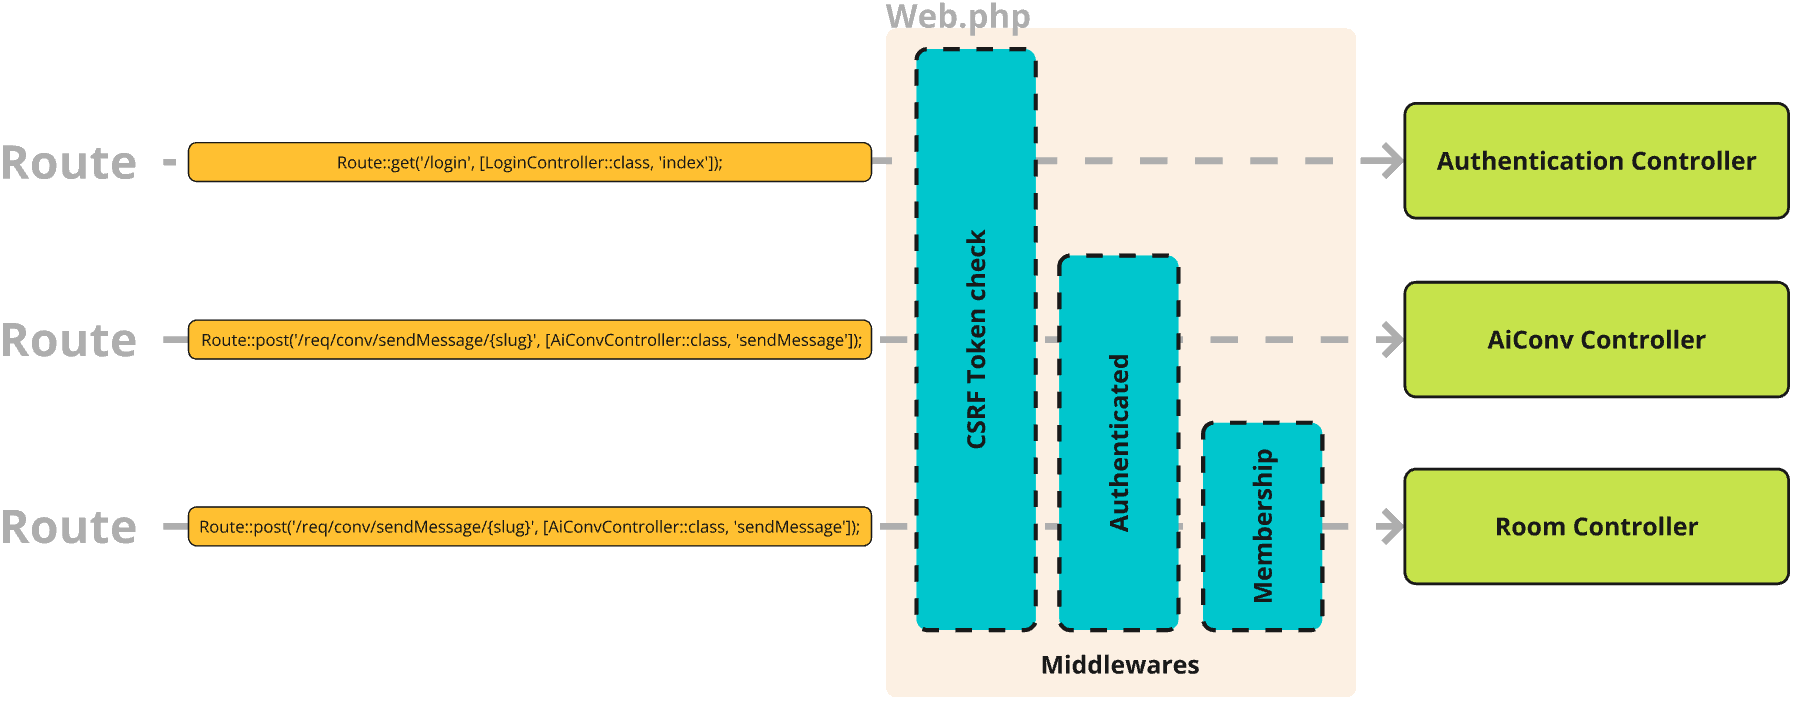 Web.php
Route
Route::get('/login', [LoginController::class, 'index']);
Authentication Controller
Route
Route::post('/req/conv/sendMessage/{slug}', [AiConvController::class, 'sendMessage']);
AiConv Controller
Route
Route::post('/req/conv/sendMessage/{slug}', [AiConvController::class, 'sendMessage']);
Room Controller
CSRF Token check
Authenticated
Membership
Middlewares